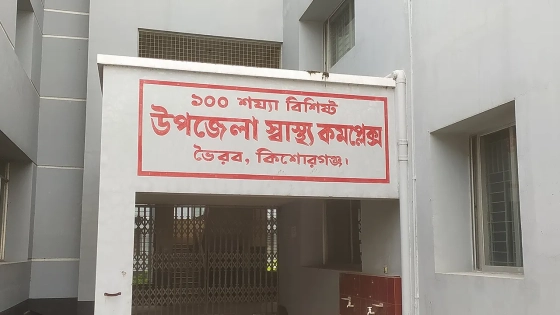 ১০০ শয্যা বিশিষ্ট
উপজেলা স্বাস্থ্য কমপ্লেক্স
ভৈরব, কিশোরগঞ্জ।